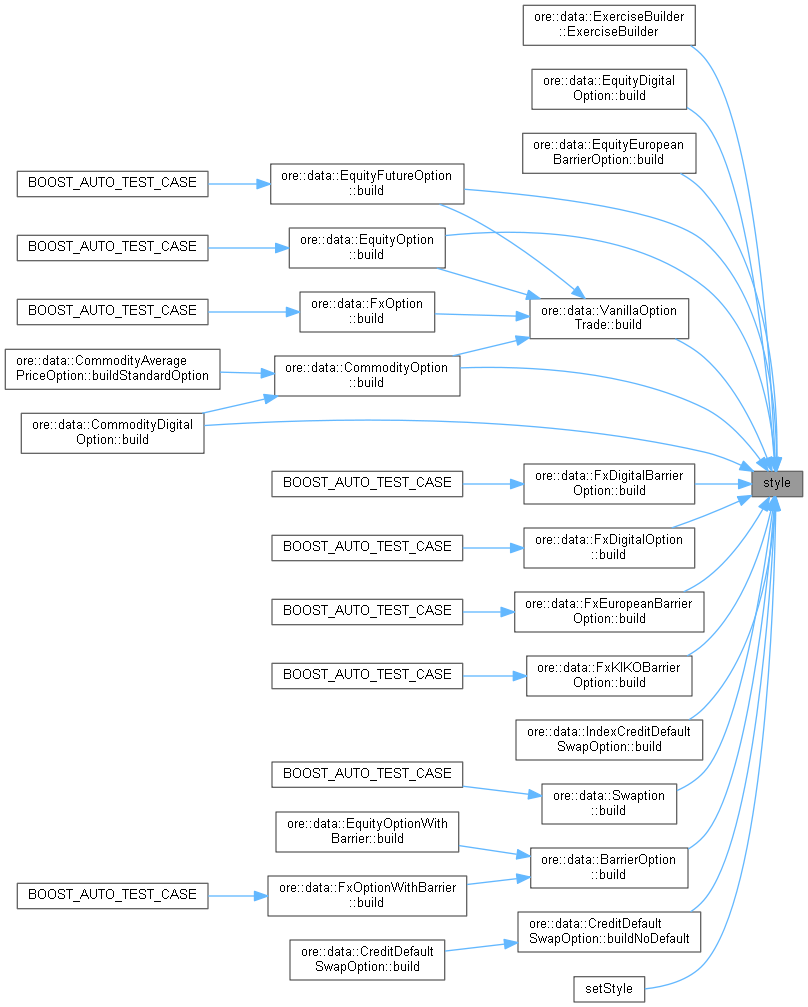 ore::data::ExerciseBuilder
::ExerciseBuilder
ore::data::EquityDigital
Option::build
ore::data::EquityEuropean
BarrierOption::build
BOOST_AUTO_TEST_CASE
ore::data::EquityFutureOption
::build
BOOST_AUTO_TEST_CASE
ore::data::EquityOption
::build
BOOST_AUTO_TEST_CASE
ore::data::FxOption
::build
ore::data::VanillaOption
Trade::build
ore::data::CommodityAverage
PriceOption::buildStandardOption
ore::data::CommodityOption
::build
ore::data::CommodityDigital
Option::build
BOOST_AUTO_TEST_CASE
ore::data::FxDigitalBarrier
Option::build
style
BOOST_AUTO_TEST_CASE
ore::data::FxDigitalOption
::build
BOOST_AUTO_TEST_CASE
ore::data::FxEuropeanBarrier
Option::build
BOOST_AUTO_TEST_CASE
ore::data::FxKIKOBarrier
Option::build
ore::data::IndexCreditDefault
SwapOption::build
BOOST_AUTO_TEST_CASE
ore::data::Swaption
::build
ore::data::EquityOptionWith
Barrier::build
ore::data::BarrierOption
::build
BOOST_AUTO_TEST_CASE
ore::data::FxOptionWithBarrier
::build
ore::data::CreditDefault
SwapOption::buildNoDefault
ore::data::CreditDefault
SwapOption::build
setStyle